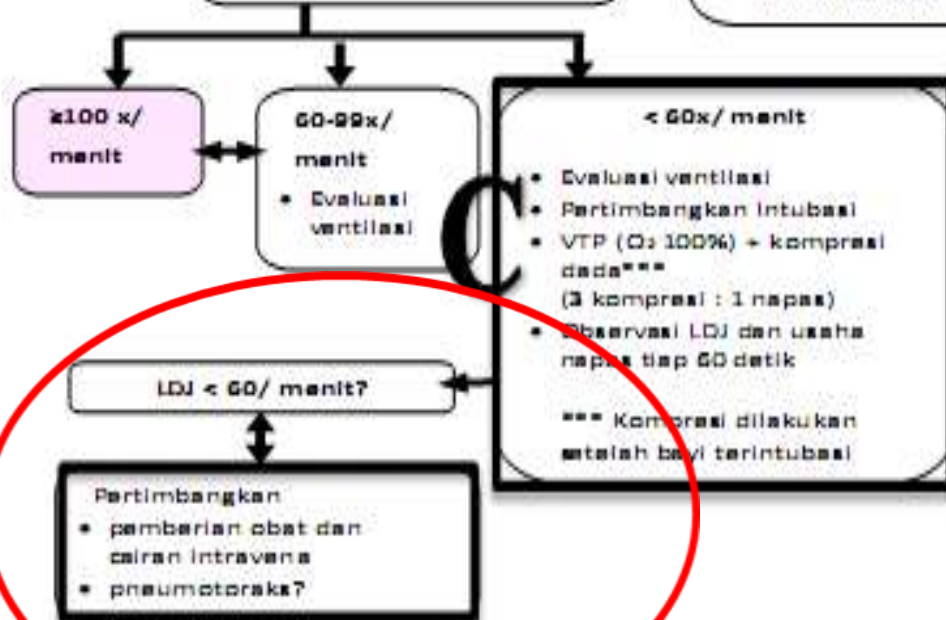 ≥100 x/
menit
60-99x/
menit
• Evaluasi
ventilasi
C
< 60x/ menit
• Evaluasi ventilasi
• Pertimbangkan intubasi
• VTP (O₂ 100%) + kompresi
dada***
(3 kompresi : 1 napas)
• Observasi LDJ dan usaha
napas tiap 60 detik
*** Kompresi dilakukan
setelah bayi terintubasi
LDJ < 60/ menit?
Pertimbangkan
• pemberian obat dan
cairan intravena
• pneumotoraks?